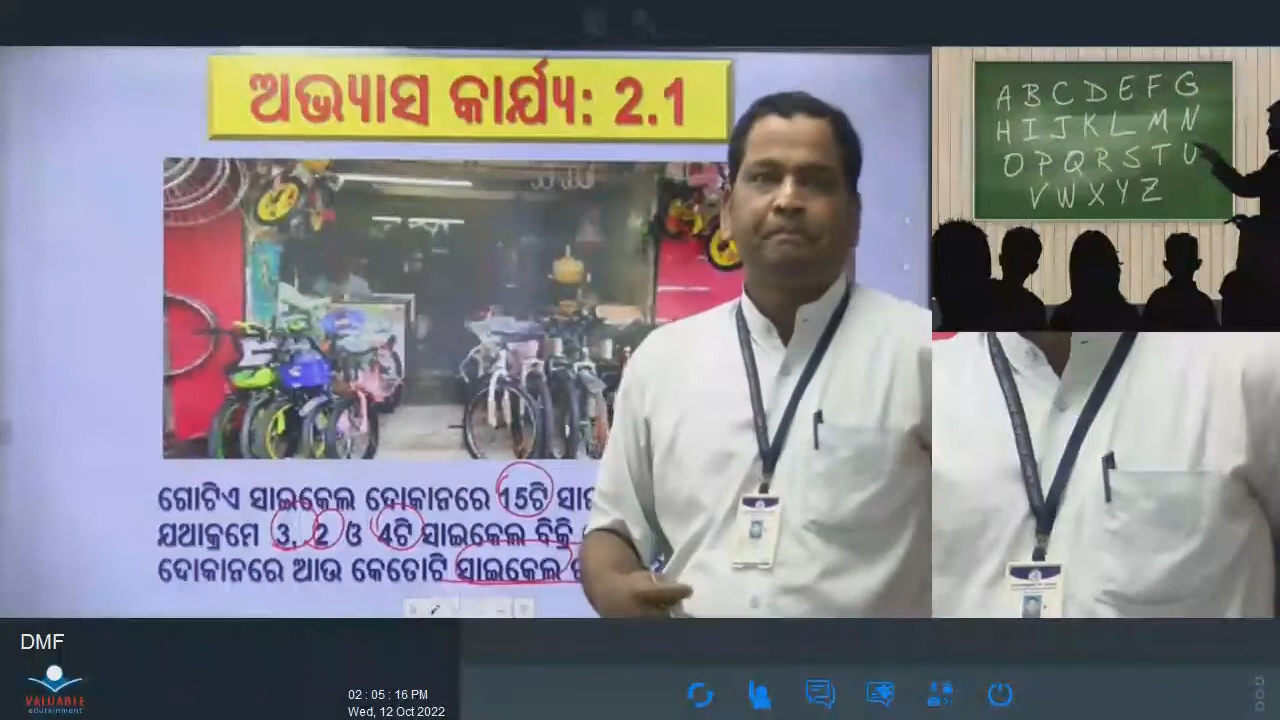 ଅଭ୍ୟାସ କାର୍ଯ୍ୟ: 2.1
ଗୋଟିଏ ସାଇକେଲ ଦୋକାନରେ 15ଟି
ଯଥାକ୍ରମେ 3, 2 ଓ 4ଟି ସାଇକେଲ ବିକ୍ରି
ଦୋକାନରେ ଆଉ କେତୋଟି ସାଇକେଲ
A B C D E F G
H I J K L M N
O P Q R S T U
V W X Y Z
DMF
VALUABLE
edutainment
02 : 05 : 16 PM
Wed, 12 Oct 2022